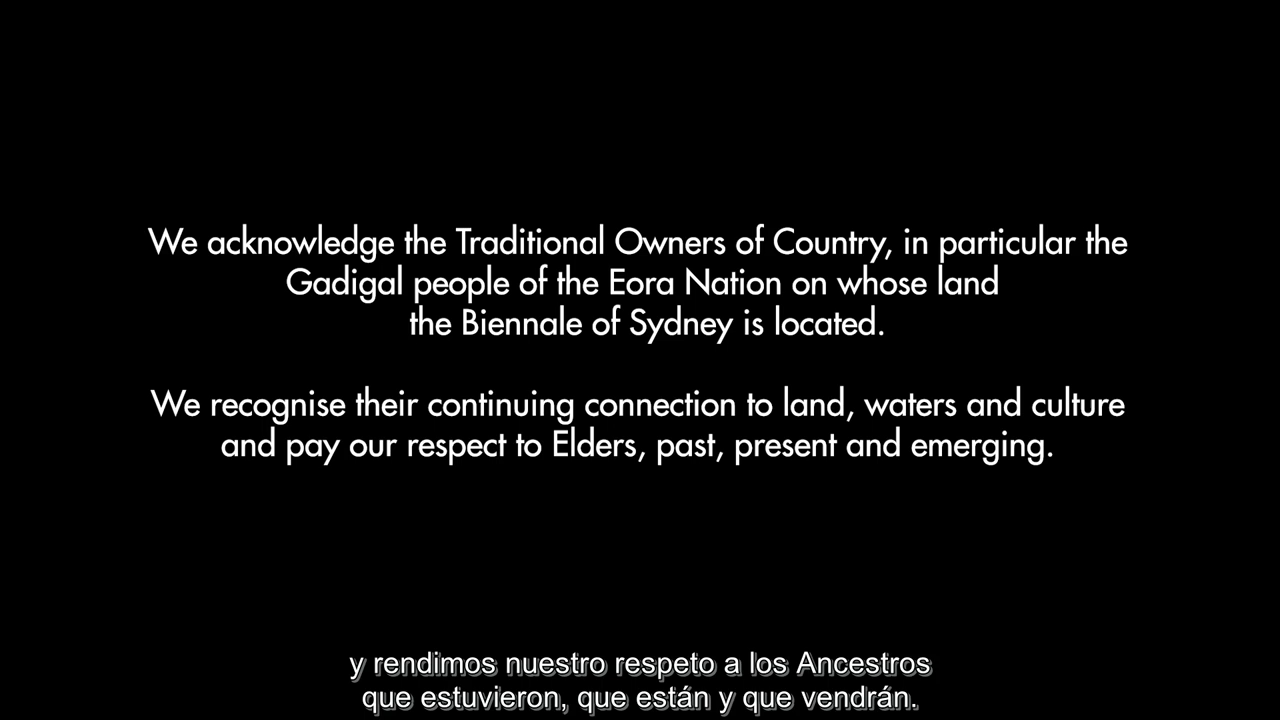 We acknowledge the Traditional Owners of Country, in particular the
Gadigal people of the Eora Nation on whose land
the Biennale of Sydney is located.
We recognise their continuing connection to land, waters and culture
and pay our respect to Elders, past, present and emerging.
y rendimos nuestro respeto a los Ancestros
que estuvieron, que están y que vendrán.